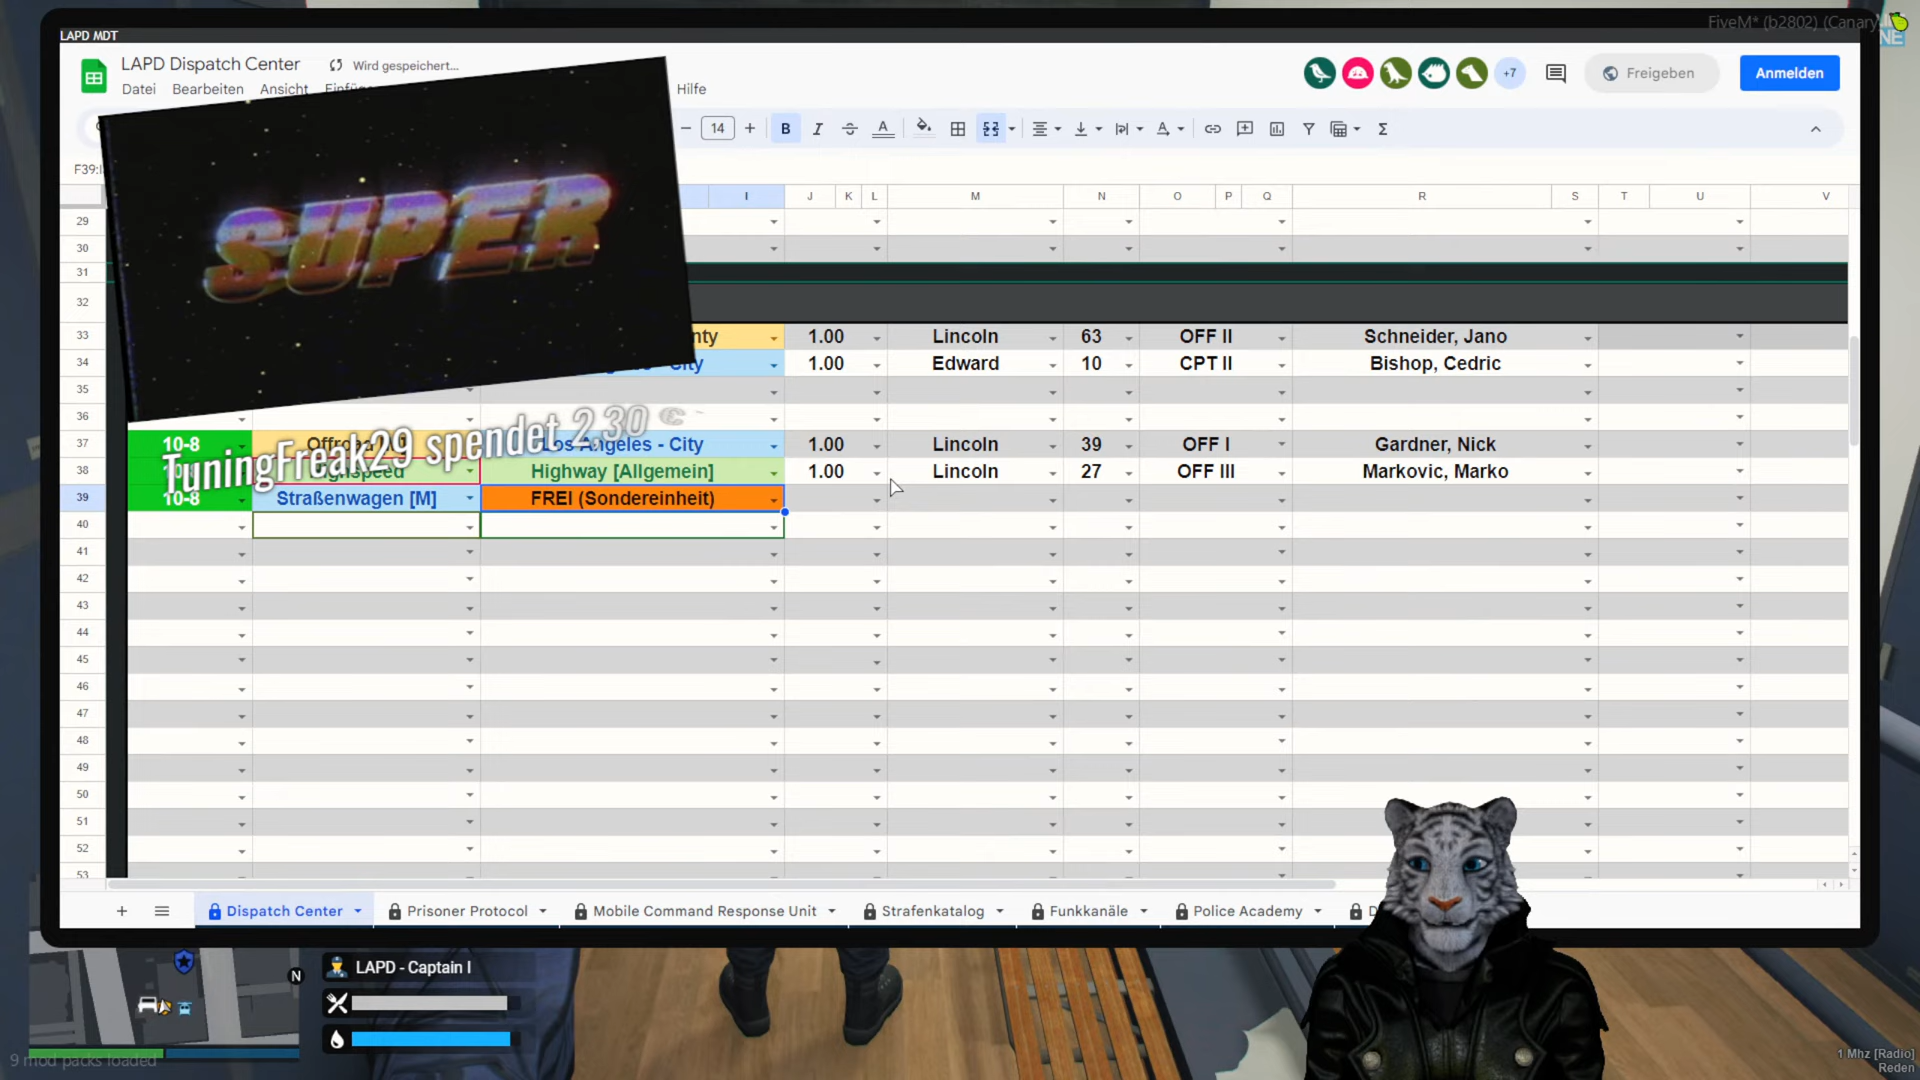 FiveM* (b2802) (Canary
LINE
LAPD MDT
LAPD Dispatch Center
Wird gespeichert...
Datei Bearbeiten Ansicht Hilfe
+7
Freigeben
Anmelden
14
B I A
F39:
I J K L M N O P Q R S T U V
29
30
31
32
33 1.00 Lincoln 63 OFF II Schneider, Jano
34 City 1.00 Edward 10 CPT II Bishop, Cedric
35
36
37 10-8 Los Angeles - City 1.00 Lincoln 39 OFF I Gardner, Nick
38 Highway [Allgemein] 1.00 Lincoln 27 OFF III Markovic, Marko
39 10-8 Straßenwagen [M] FREI (Sondereinheit)
40
41
42
43
44
45
46
47
48
49
50
51
52
53
SUPER
TuningFreak29 spendet 2,30 €
Dispatch Center Prisoner Protocol Mobile Command Response Unit Strafenkatalog Funkkanäle Police Academy D
N
LAPD - Captain I
9 mod packs loaded
1 Mhz [Radio]
Reden